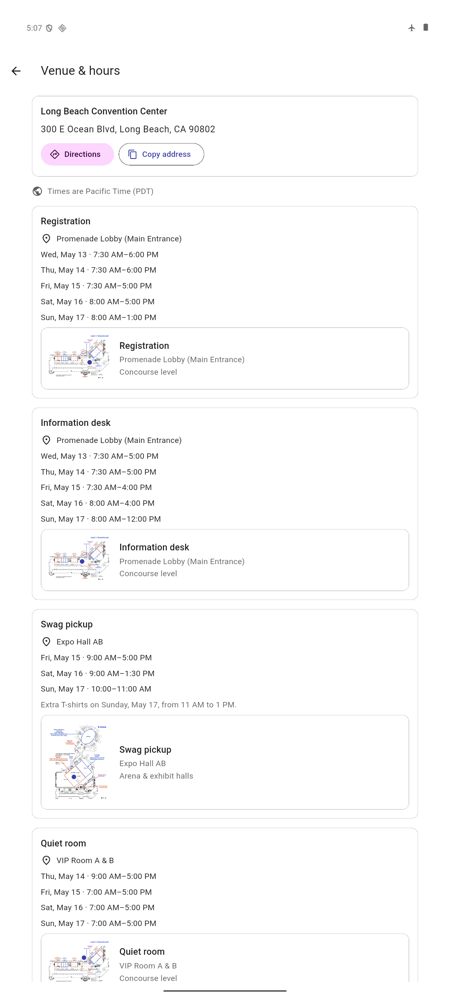 5:07
Venue & hours
Long Beach Convention Center
300 E Ocean Blvd, Long Beach, CA 90802
Directions
Copy address
Times are Pacific Time (PDT)
Registration
Promenade Lobby (Main Entrance)
Wed, May 13 · 7:30 AM–6:00 PM
Thu, May 14 · 7:30 AM–6:00 PM
Fri, May 15 · 7:30 AM–5:00 PM
Sat, May 16 · 8:00 AM–5:00 PM
Sun, May 17 · 8:00 AM–1:00 PM
Registration
Promenade Lobby (Main Entrance)
Concourse level
Information desk
Promenade Lobby (Main Entrance)
Wed, May 13 · 7:30 AM–5:00 PM
Thu, May 14 · 7:30 AM–5:00 PM
Fri, May 15 · 7:30 AM–4:00 PM
Sat, May 16 · 8:00 AM–4:00 PM
Sun, May 17 · 8:00 AM–12:00 PM
Information desk
Promenade Lobby (Main Entrance)
Concourse level
Swag pickup
Expo Hall AB
Fri, May 15 · 9:00 AM–5:00 PM
Sat, May 16 · 9:00 AM–1:30 PM
Sun, May 17 · 10:00–11:00 AM
Extra T-shirts on Sunday, May 17, from 11 AM to 1 PM.
Swag pickup
Expo Hall AB
Arena & exhibit halls
Quiet room
VIP Room A & B
Thu, May 14 · 9:00 AM–5:00 PM
Fri, May 15 · 7:00 AM–5:00 PM
Sat, May 16 · 7:00 AM–5:00 PM
Sun, May 17 · 7:00 AM–5:00 PM
Quiet room
VIP Room A & B
Concourse level